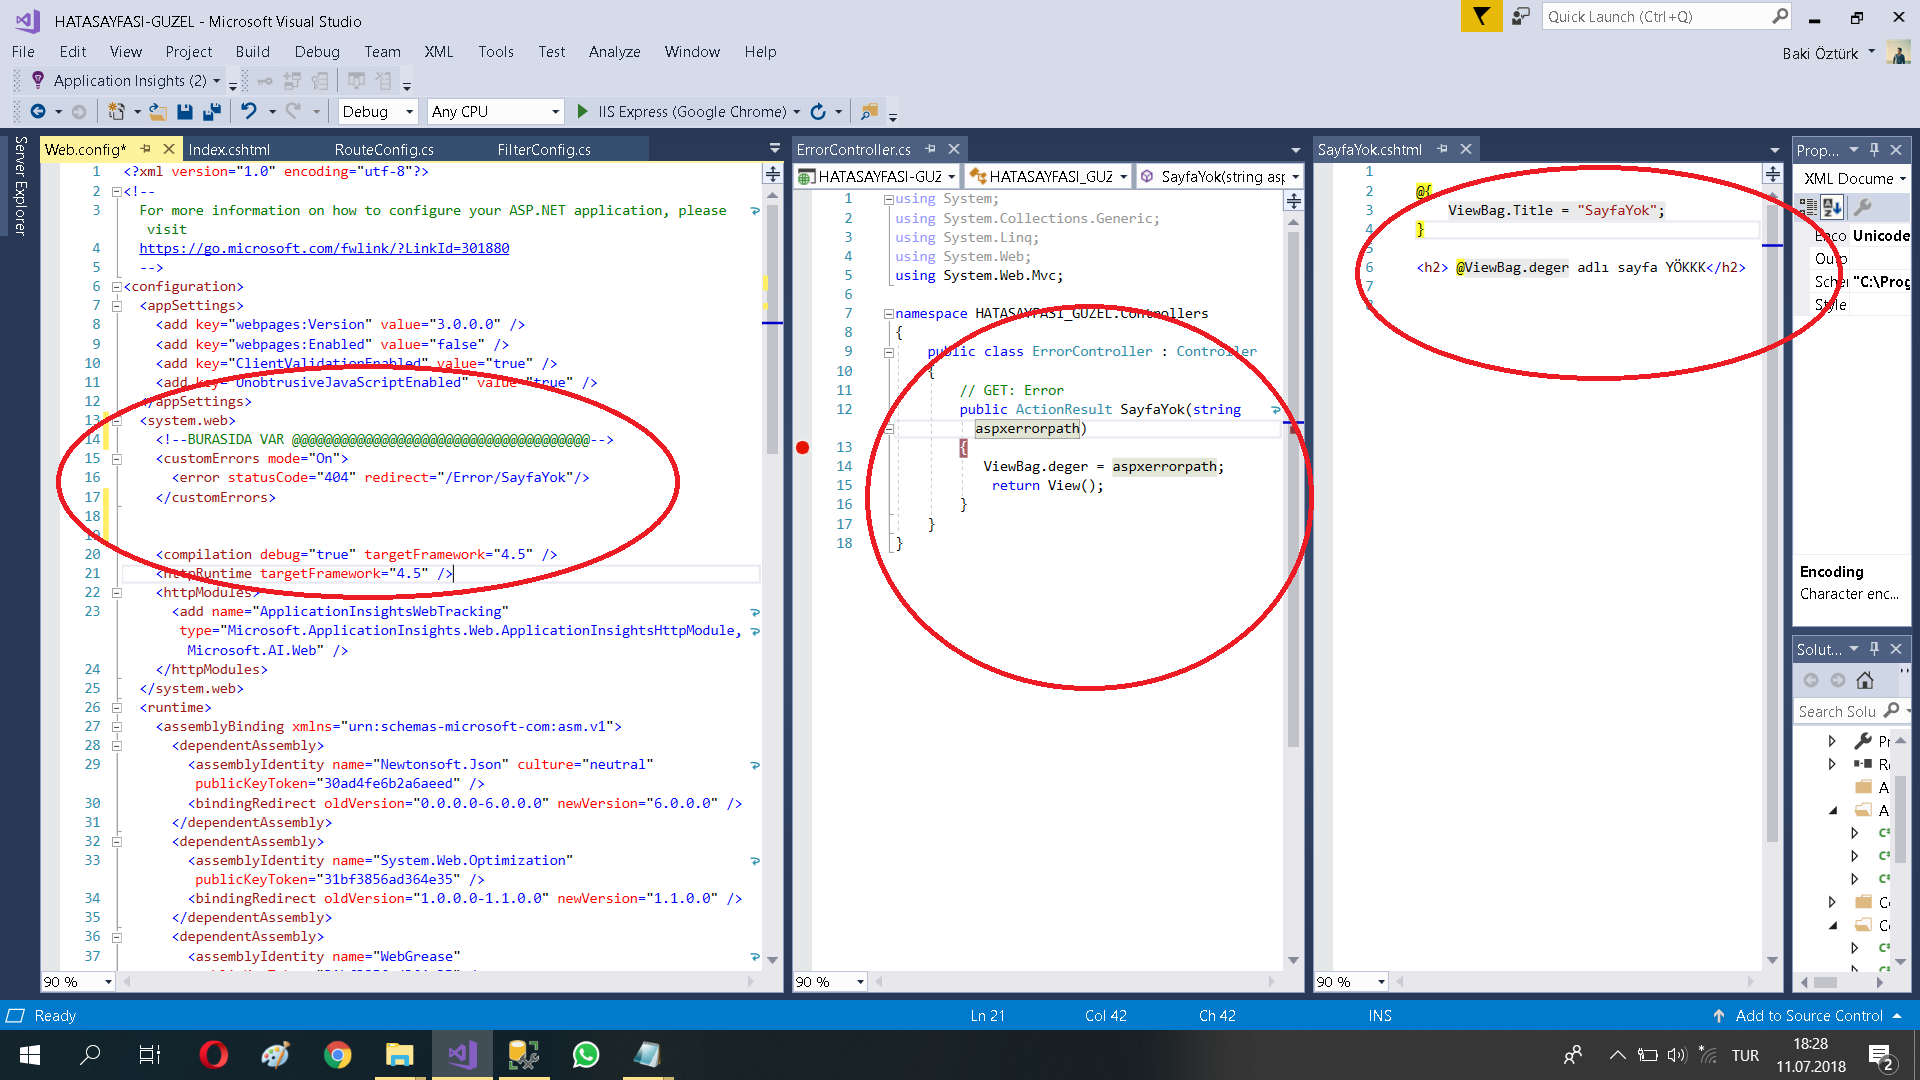 HATASAYFASI-GUZEL - Microsoft Visual Studio
Quick Launch (Ctrl+Q)
File Edit View Project Build Debug Team XML Tools Test Analyze Window Help
Baki Öztürk
Application Insights (2)
Debug Any CPU IIS Express (Google Chrome)
Server Explorer
Web.config* Index.cshtml RouteConfig.cs FilterConfig.cs
1 <?xml version="1.0" encoding="utf-8"?>
2 <!--
3 For more information on how to configure your ASP.NET application, please
visit
4 https://go.microsoft.com/fwlink/?LinkId=301880
5 -->
6 <configuration>
7 <appSettings>
8 <add key="webpages:Version" value="3.0.0.0" />
9 <add key="webpages:Enabled" value="false" />
10 <add key="ClientValidationEnabled" value="true" />
11 <add key="UnobtrusiveJavaScriptEnabled" value="true" />
12 </appSettings>
13 <system.web>
14 <!--BURASIDA VAR @@@@@@@@@@@@@@@@@@@@@@@@@@@@@@@@@@@@@-->
15 <customErrors mode="On">
16 <error statusCode="404" redirect="/Error/SayfaYok"/>
17 </customErrors>
18
19
20 <compilation debug="true" targetFramework="4.5" />
21 <httpRuntime targetFramework="4.5" />
22 <httpModules>
23 <add name="ApplicationInsightsWebTracking"
type="Microsoft.ApplicationInsights.Web.ApplicationInsightsHttpModule,
Microsoft.AI.Web" />
24 </httpModules>
25 </system.web>
26 <runtime>
27 <assemblyBinding xmlns="urn:schemas-microsoft-com:asm.v1">
28 <dependentAssembly>
29 <assemblyIdentity name="Newtonsoft.Json" culture="neutral"
publicKeyToken="30ad4fe6b2a6aeed" />
30 <bindingRedirect oldVersion="0.0.0.0-6.0.0.0" newVersion="6.0.0.0" />
31 </dependentAssembly>
32 <dependentAssembly>
33 <assemblyIdentity name="System.Web.Optimization"
publicKeyToken="31bf3856ad364e35" />
34 <bindingRedirect oldVersion="1.0.0.0-1.1.0.0" newVersion="1.1.0.0" />
35 </dependentAssembly>
36 <dependentAssembly>
37 <assemblyIdentity name="WebGrease"
90 %
ErrorController.cs
HATASAYFASI-GUZ HATASAYFASI_GUZ SayfaYok(string asp
1 using System;
2 using System.Collections.Generic;
3 using System.Linq;
4 using System.Web;
5 using System.Web.Mvc;
6
7 namespace HATASAYFASI_GUZEL.Controllers
8 {
9 public class ErrorController : Controller
10 {
11 // GET: Error
12 public ActionResult SayfaYok(string
aspxerrorpath)
13 {
14 ViewBag.deger = aspxerrorpath;
15 return View();
16 }
17 }
18 }
90 %
SayfaYok.cshtml
1
2 @{
3 ViewBag.Title = "SayfaYok";
4 }
5
6 <h2> @ViewBag.deger adlı sayfa YÖKKK</h2>
7
8
90 %
Prop...
XML Docume
Enco Unicode
Outp
Scher "C:\Prog
Style
Encoding
Character enc...
Solut...
Search Solu
Pr
R
A
A
C#
C#
C#
C
C
C#
Ready Ln 21 Col 42 Ch 42 INS Add to Source Control
TUR
18:28
11.07.2018
2